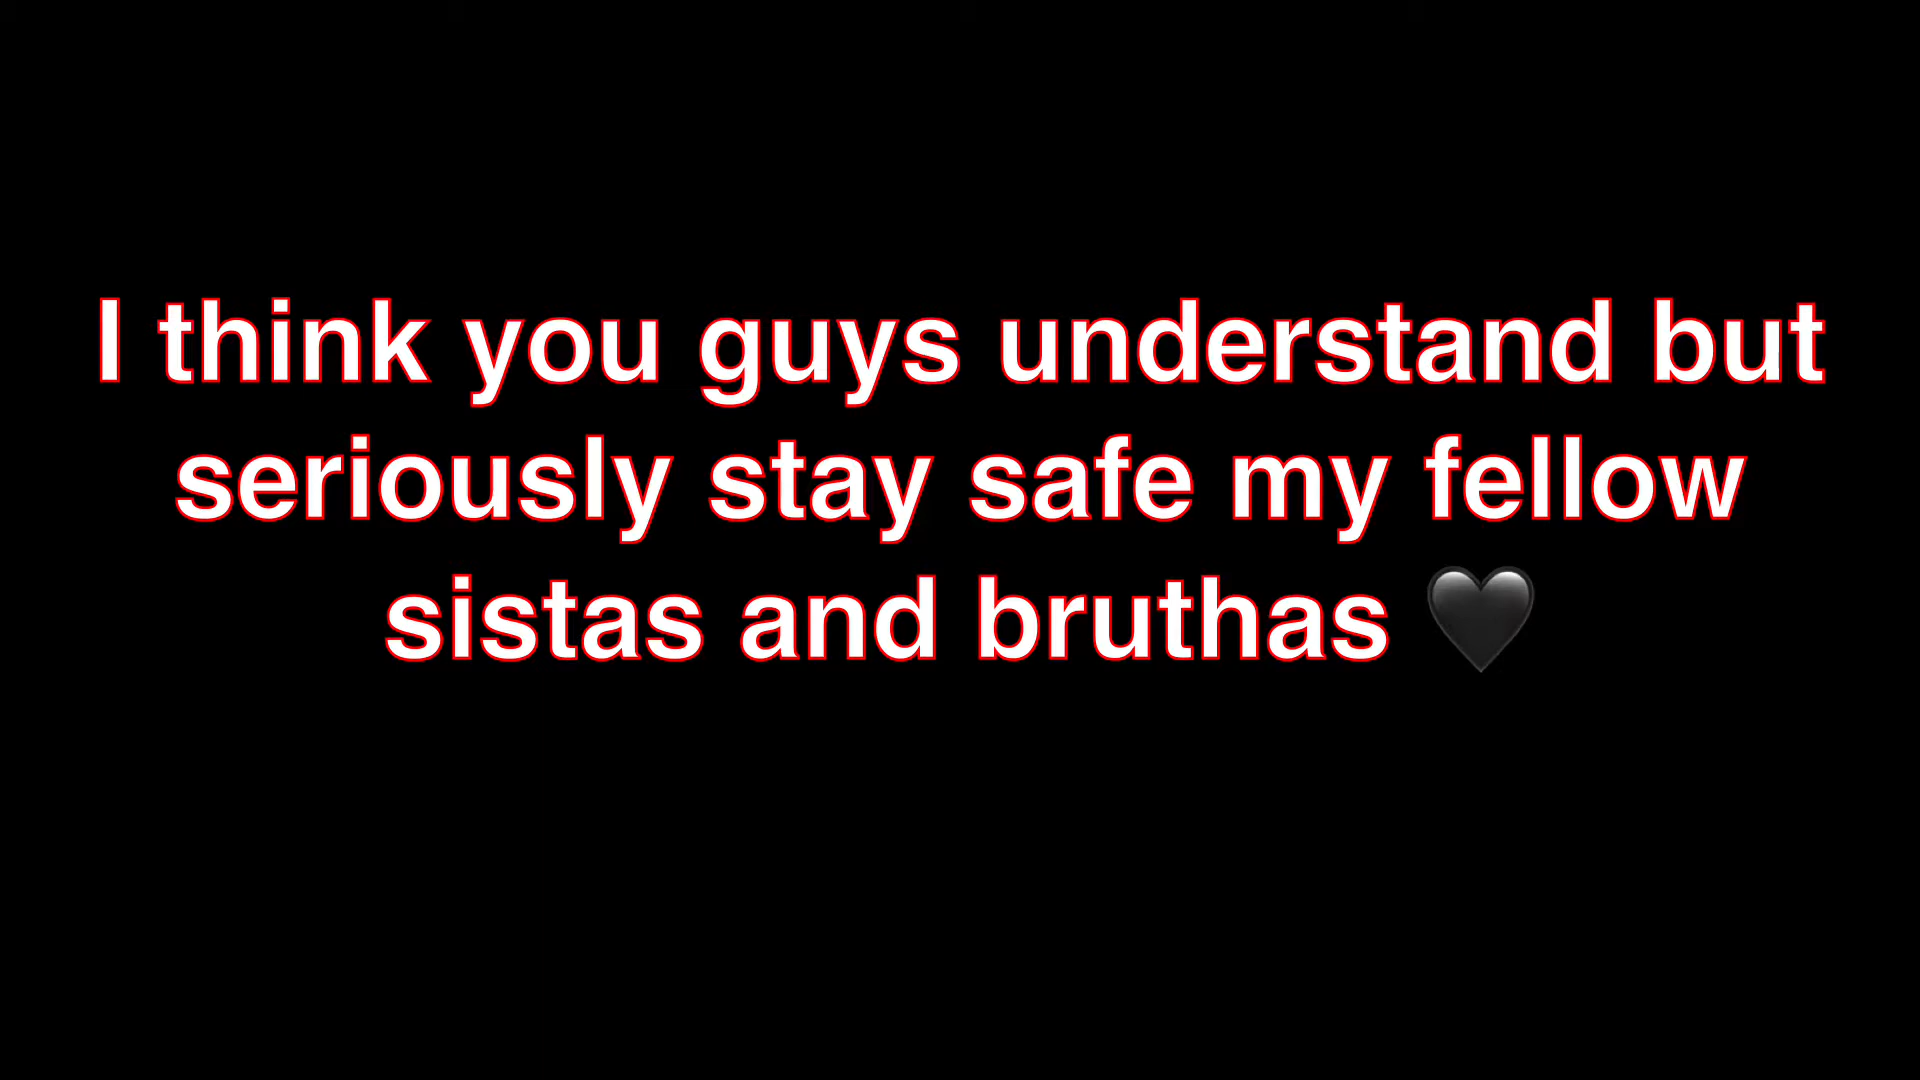 I think you guys understand but
seriously stay safe my fellow
sistas and bruthas 🖤